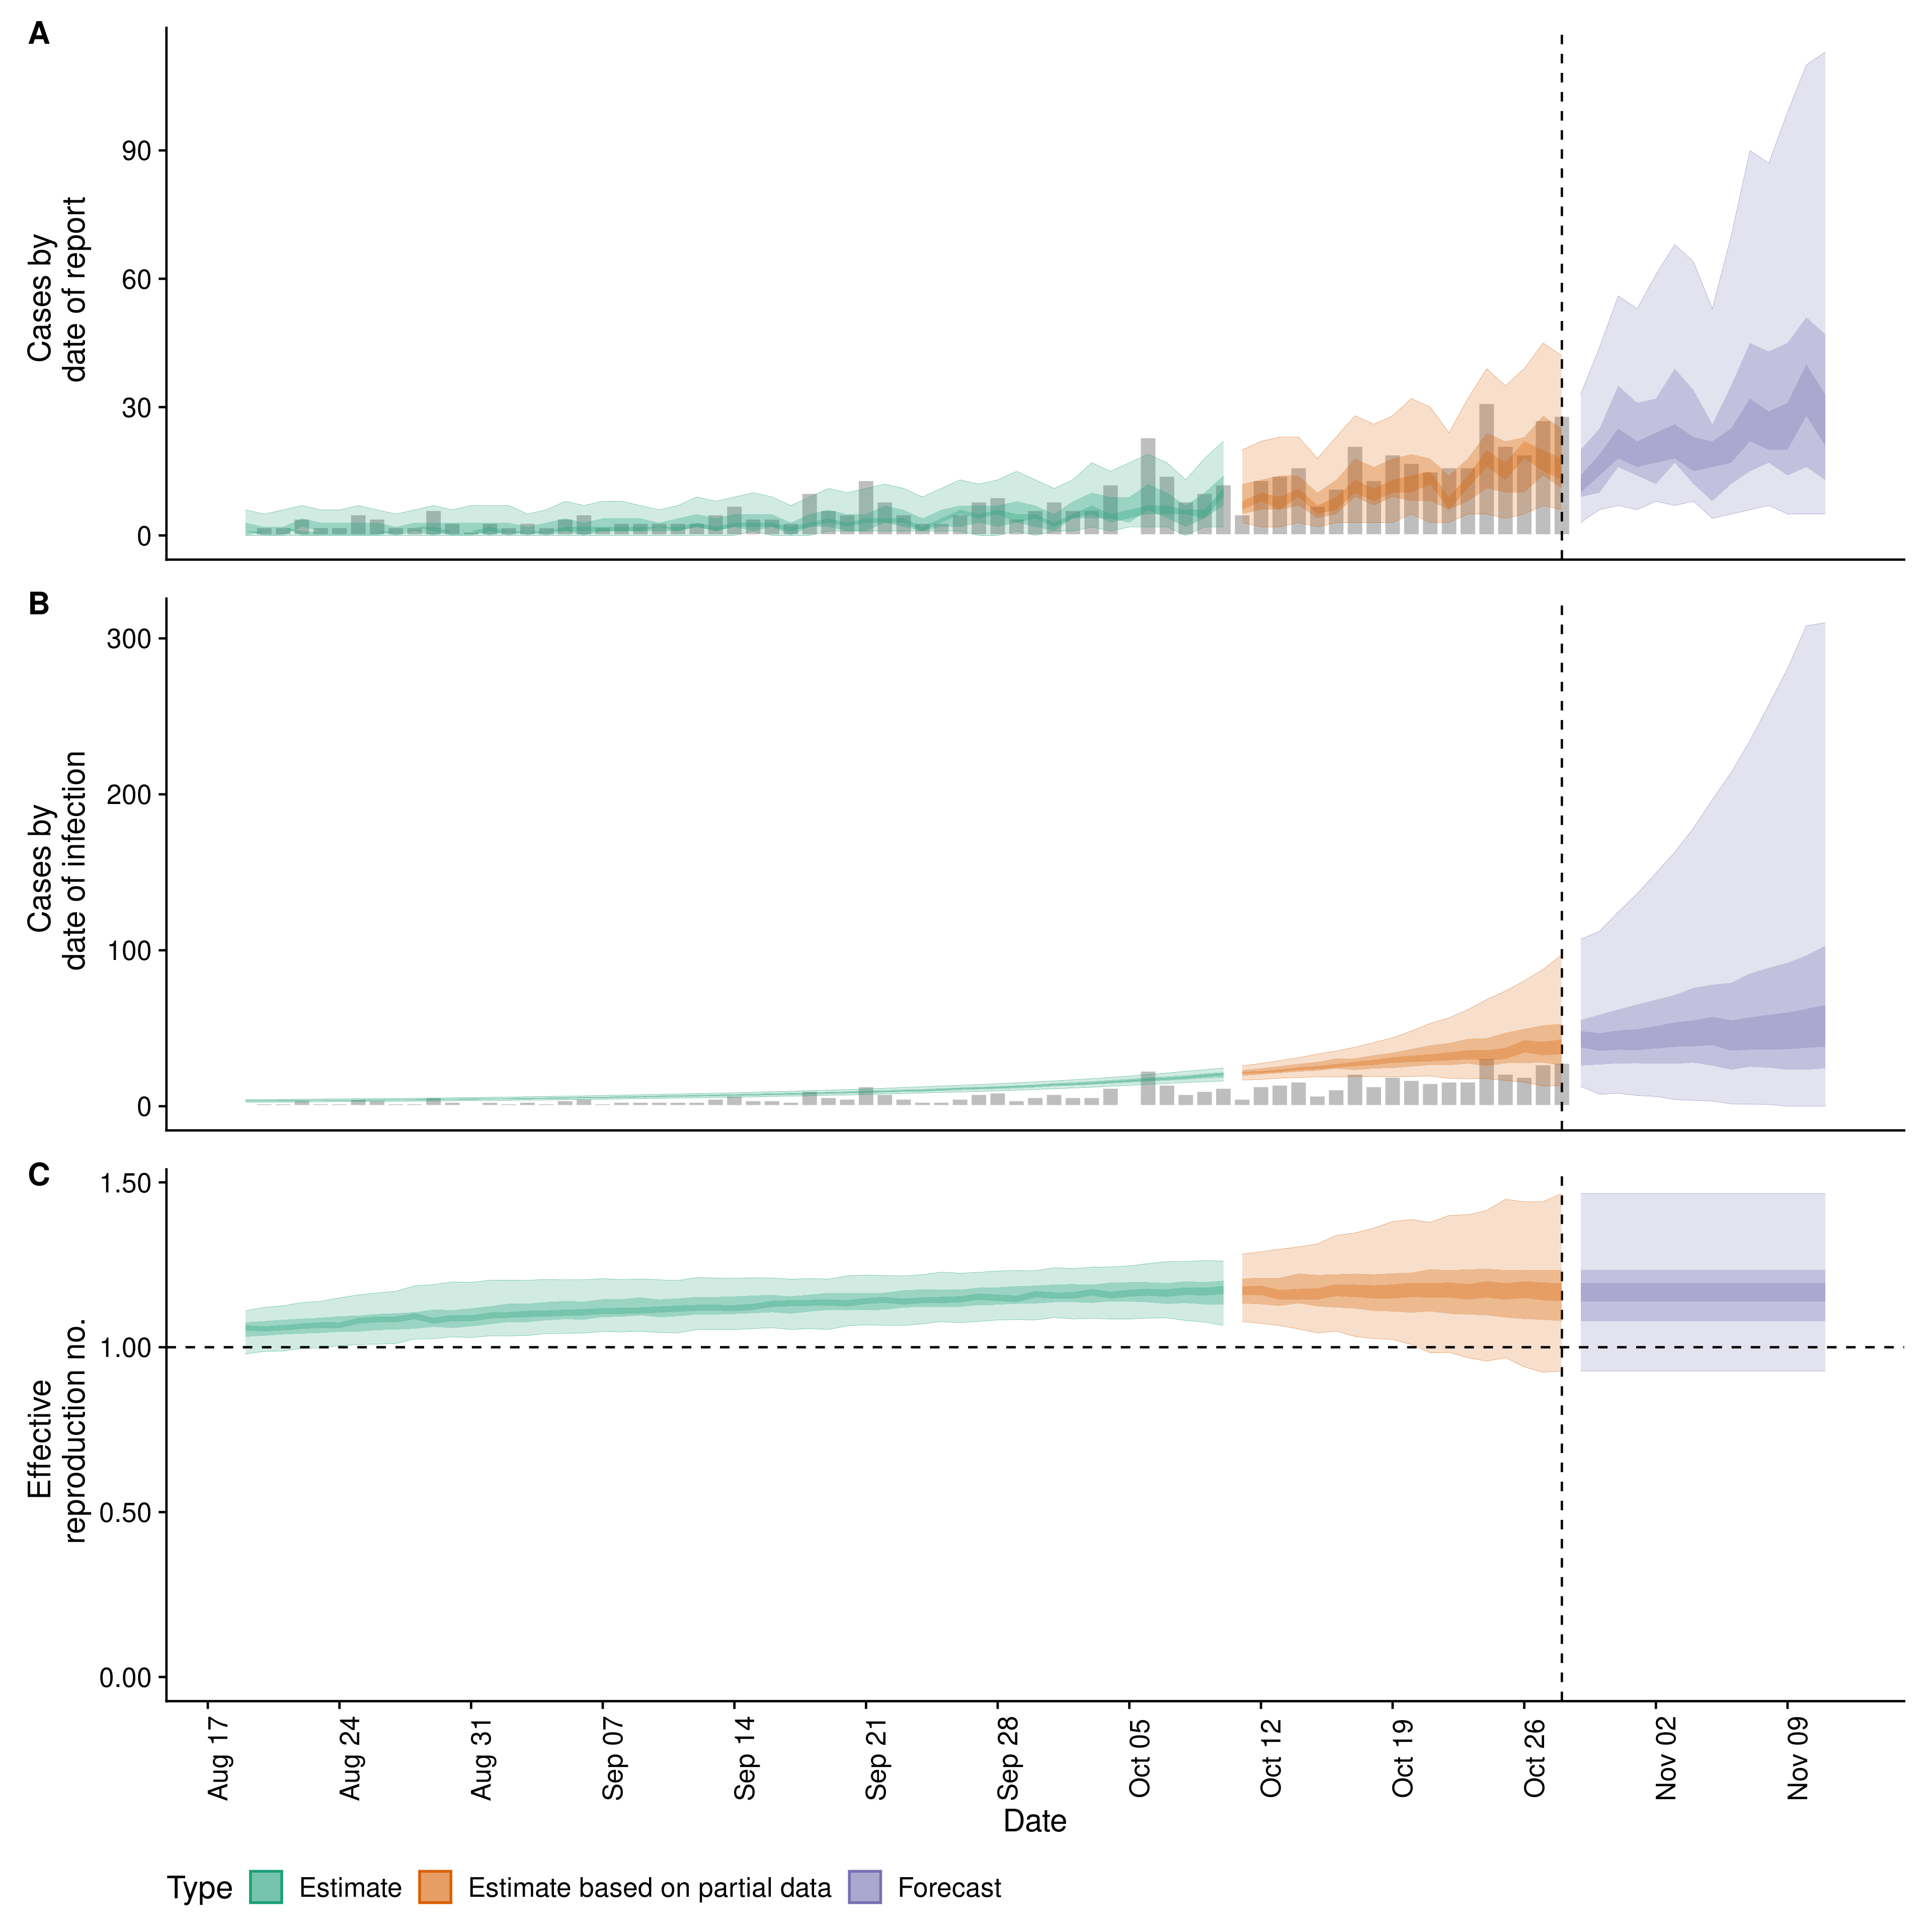 A
Cases by
date of report
90
60
30
0
B
Cases by
date of infection
300
200
100
0
C
Effective
reproduction no.
1.50
1.00
0.50
0.00
Aug 17
Aug 24
Aug 31
Sep 07
Sep 14
Sep 21
Sep 28
Oct 05
Oct 12
Oct 19
Oct 26
Nov 02
Nov 09
Date
Type Estimate Estimate based on partial data Forecast